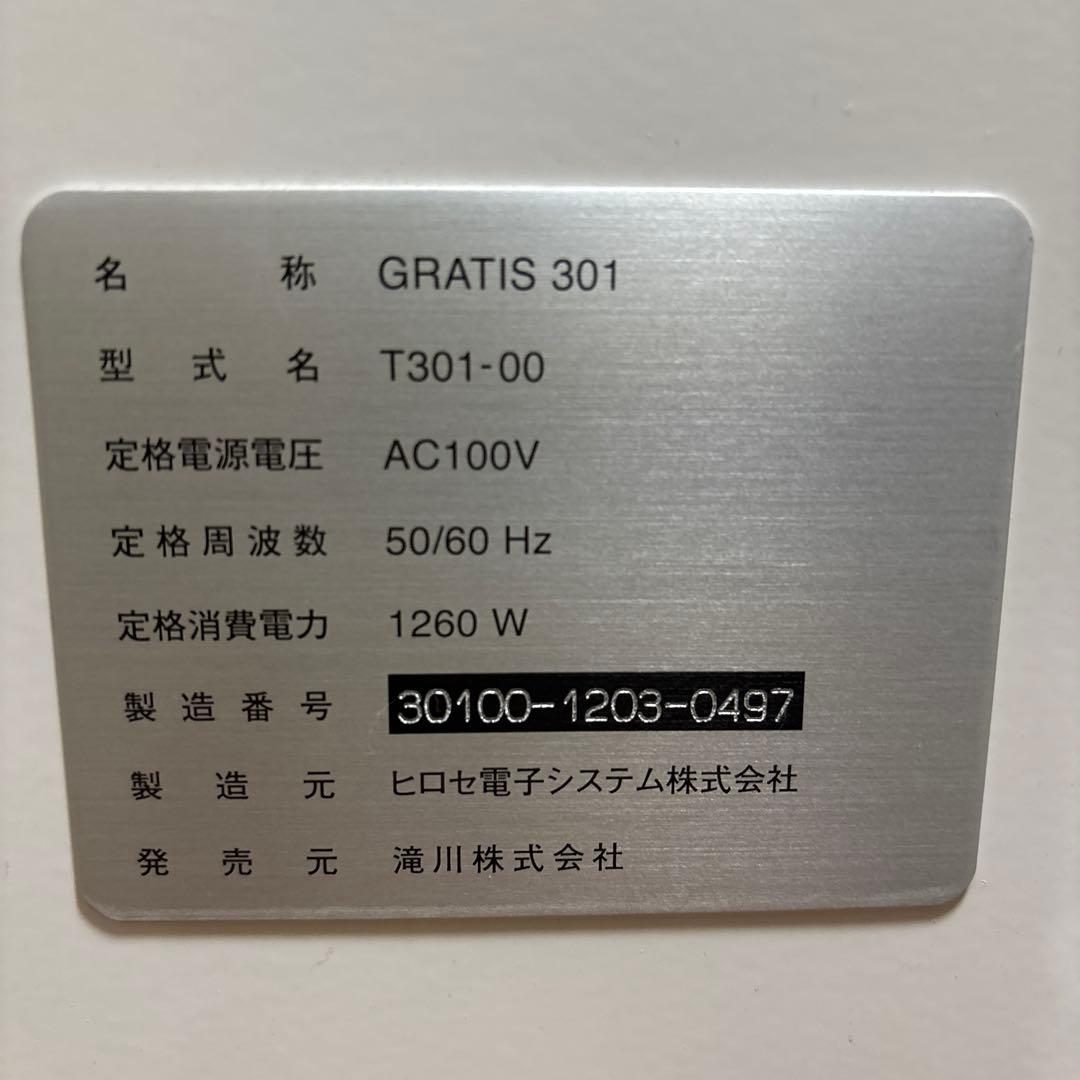 名称 GRATIS 301
型式名 T301-00
定格電源電圧 AC100V
定格周波数 50/60 Hz
定格消費電力 1260 W
製造番号 30100-1203-0497
製造元 ヒロセ電子システム株式会社
発売元 滝川株式会社